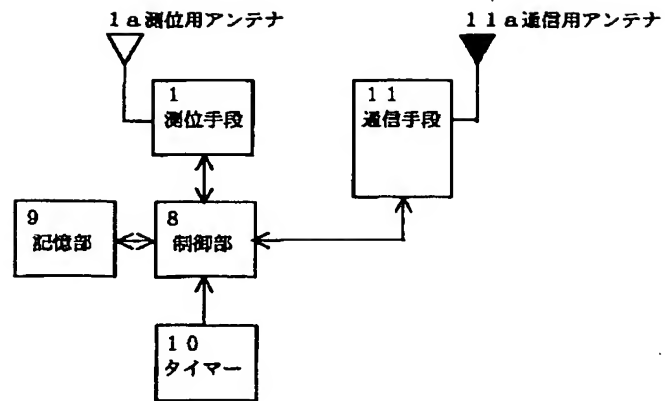 1a測位用アンテナ
11a通信用アンテナ
1
測位手段
11
通信手段
9
記憶部
8
制御部
10
タイマー